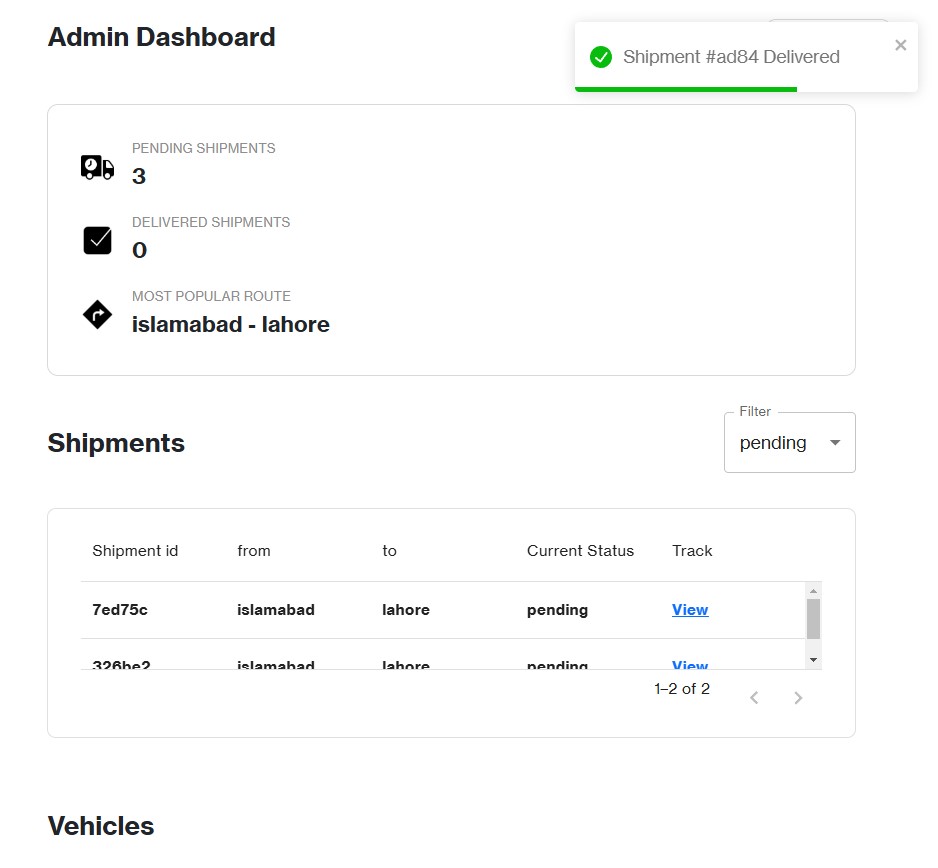 Admin Dashboard
Shipment #ad84 Delivered
PENDING SHIPMENTS
3
DELIVERED SHIPMENTS
0
MOST POPULAR ROUTE
islamabad - lahore
Shipments
Filter
pending
Shipment id from to Current Status Track
7ed75c islamabad lahore pending View
326be2 islamabad lahore pending View
1–2 of 2
Vehicles